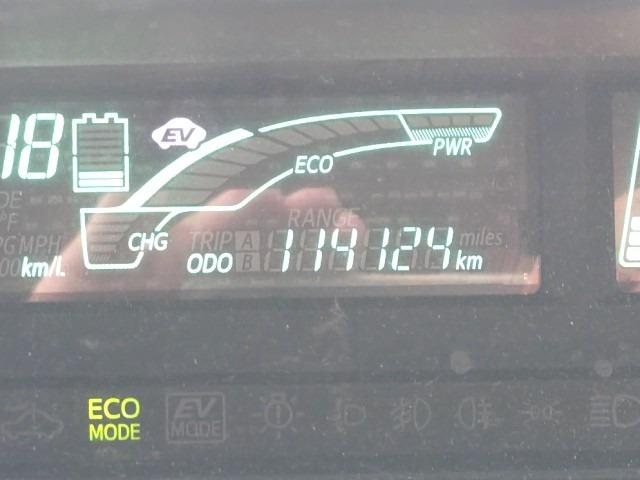 18
EV
ECO
PWR
CHG
RANGE
TRIP A
B
miles
MPH
km/L
ODO 114124 km
ECO MODE
EV MODE